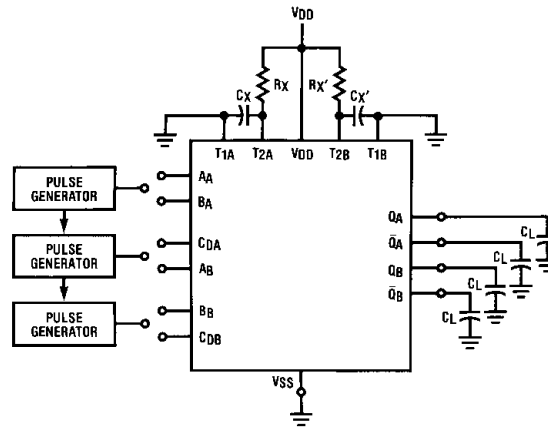 VDD
RX RX'
CX CX'
T1A T2A VDD T2B T1B
PULSE
GENERATOR
PULSE
GENERATOR
PULSE
GENERATOR
AA
BA
CDA
AB
BB
CDB
QA
Q̅A
QB
Q̅B
CL
CL
CL
CL
VSS